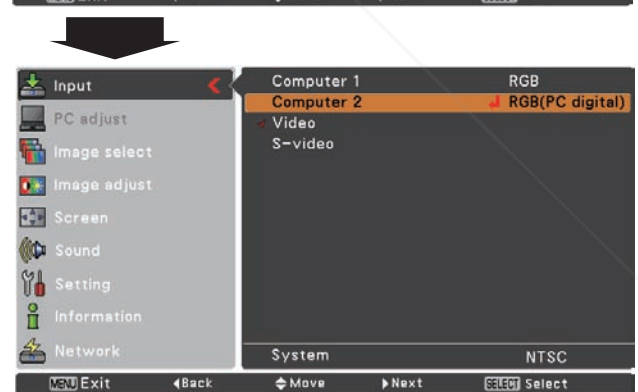 Input
PC adjust
Image select
Image adjust
Screen
Sound
Setting
Information
Network
Computer 1 RGB
Computer 2 RGB(PC digital)
Video
S-video
System NTSC
MENU Exit ◀Back Move ▶Next SELECT Select